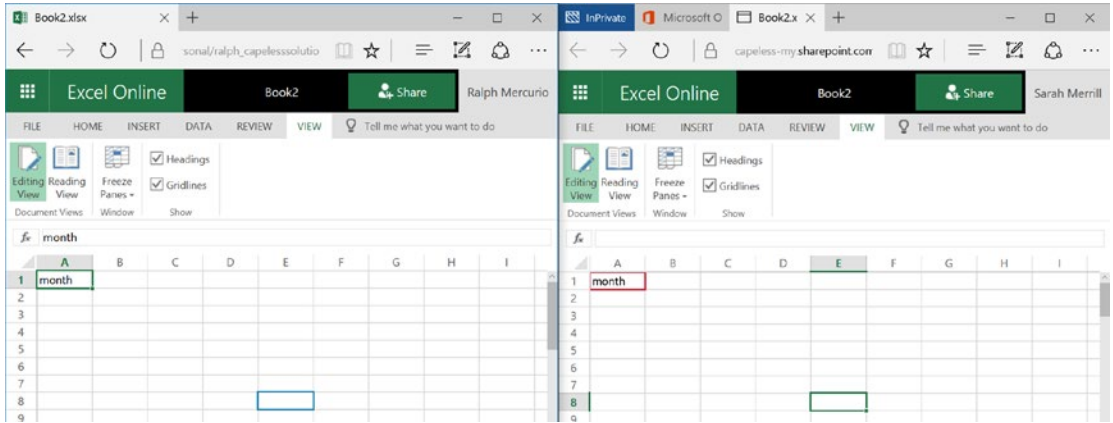 Book2.xlsx
sonal/ralph_capelesssolutio
Excel Online Book2 Share Ralph Mercurio
FILE HOME INSERT DATA REVIEW VIEW Tell me what you want to do
Editing View Reading View Freeze Panes Headings
Gridlines
Document Views Window Show
fx month
A B C D E F G H I
1 month
2
3
4
5
6
7
8
9
InPrivate Microsoft O Book2.x
capeless-my.sharepoint.com
Excel Online Book2 Share Sarah Merrill
FILE HOME INSERT DATA REVIEW VIEW Tell me what you want to do
Editing View Reading View Freeze Panes Headings
Gridlines
Document Views Window Show
fx
A B C D E F G H I
1 month
2
3
4
5
6
7
8
9